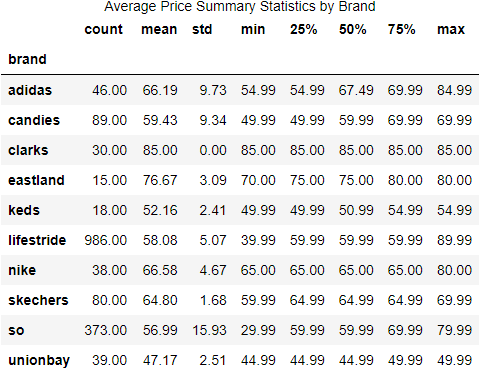 Average Price Summary Statistics by Brand
count mean std min 25% 50% 75% max
brand
adidas 46.00 66.19 9.73 54.99 54.99 67.49 69.99 84.99
candies 89.00 59.43 9.34 49.99 49.99 59.99 69.99 69.99
clarks 30.00 85.00 0.00 85.00 85.00 85.00 85.00 85.00
eastland 15.00 76.67 3.09 70.00 75.00 75.00 80.00 80.00
keds 18.00 52.16 2.41 49.99 49.99 50.99 54.99 54.99
lifestride 986.00 58.08 5.07 39.99 59.99 59.99 59.99 89.99
nike 38.00 66.58 4.67 65.00 65.00 65.00 65.00 80.00
skechers 80.00 64.80 1.68 59.99 64.99 64.99 64.99 69.99
so 373.00 56.99 15.93 29.99 59.99 59.99 69.99 79.99
unionbay 39.00 47.17 2.51 44.99 44.99 44.99 49.99 49.99